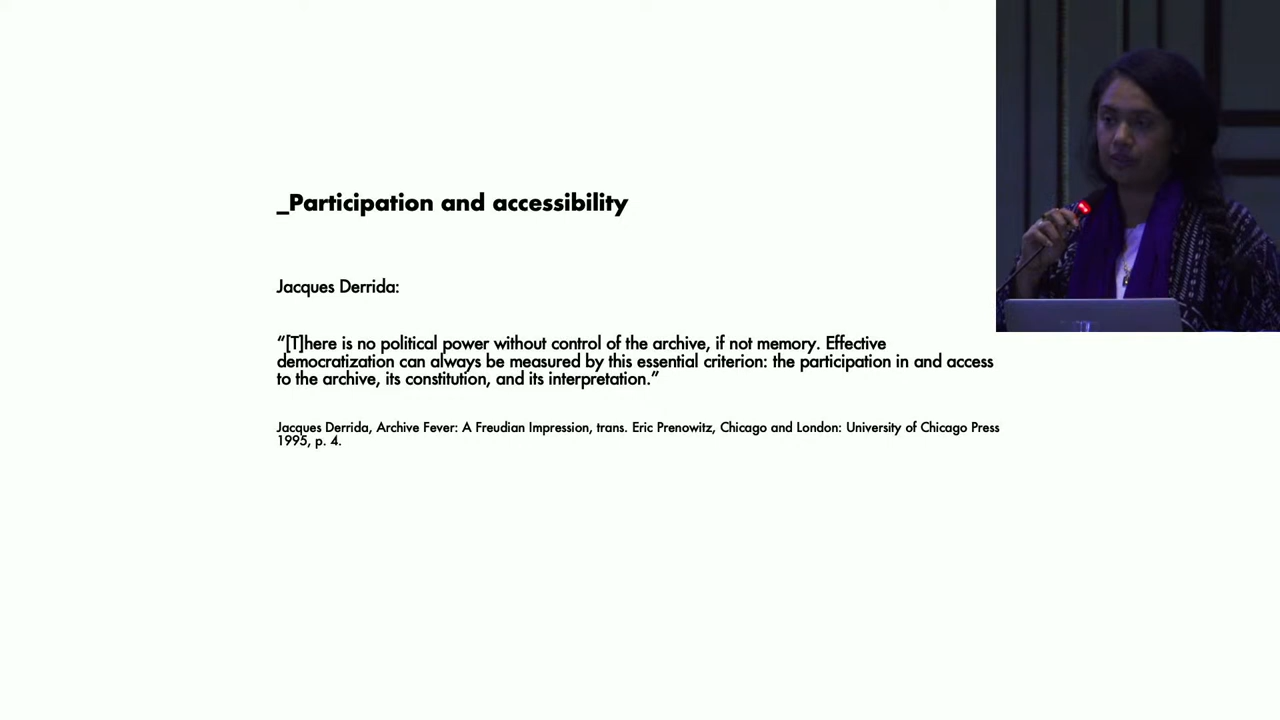 _Participation and accessibility
Jacques Derrida:
“[T]here is no political power without control of the archive, if not memory. Effective
democratization can always be measured by this essential criterion: the participation in and access
to the archive, its constitution, and its interpretation.”
Jacques Derrida, Archive Fever: A Freudian Impression, trans. Eric Prenowitz, Chicago and London: University of Chicago Press
1995, p. 4.